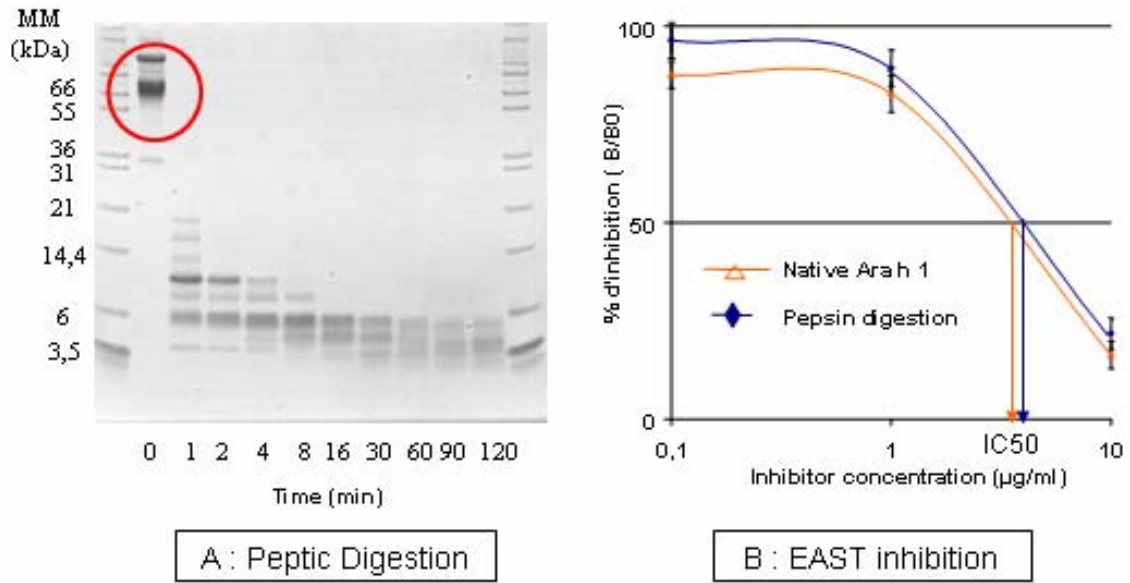 MM
(kDa)
66
55
36
31
21
14,4
6
3,5
0 1 2 4 8 16 30 60 90 120
Time (min)
A : Peptic Digestion
100
50
0
% d'inhibition ( B/B0)
Native Arah 1
Pepsin digestion
IC50
0,1 1 10
Inhibitor concentration (µg/ml)
B : EAST inhibition